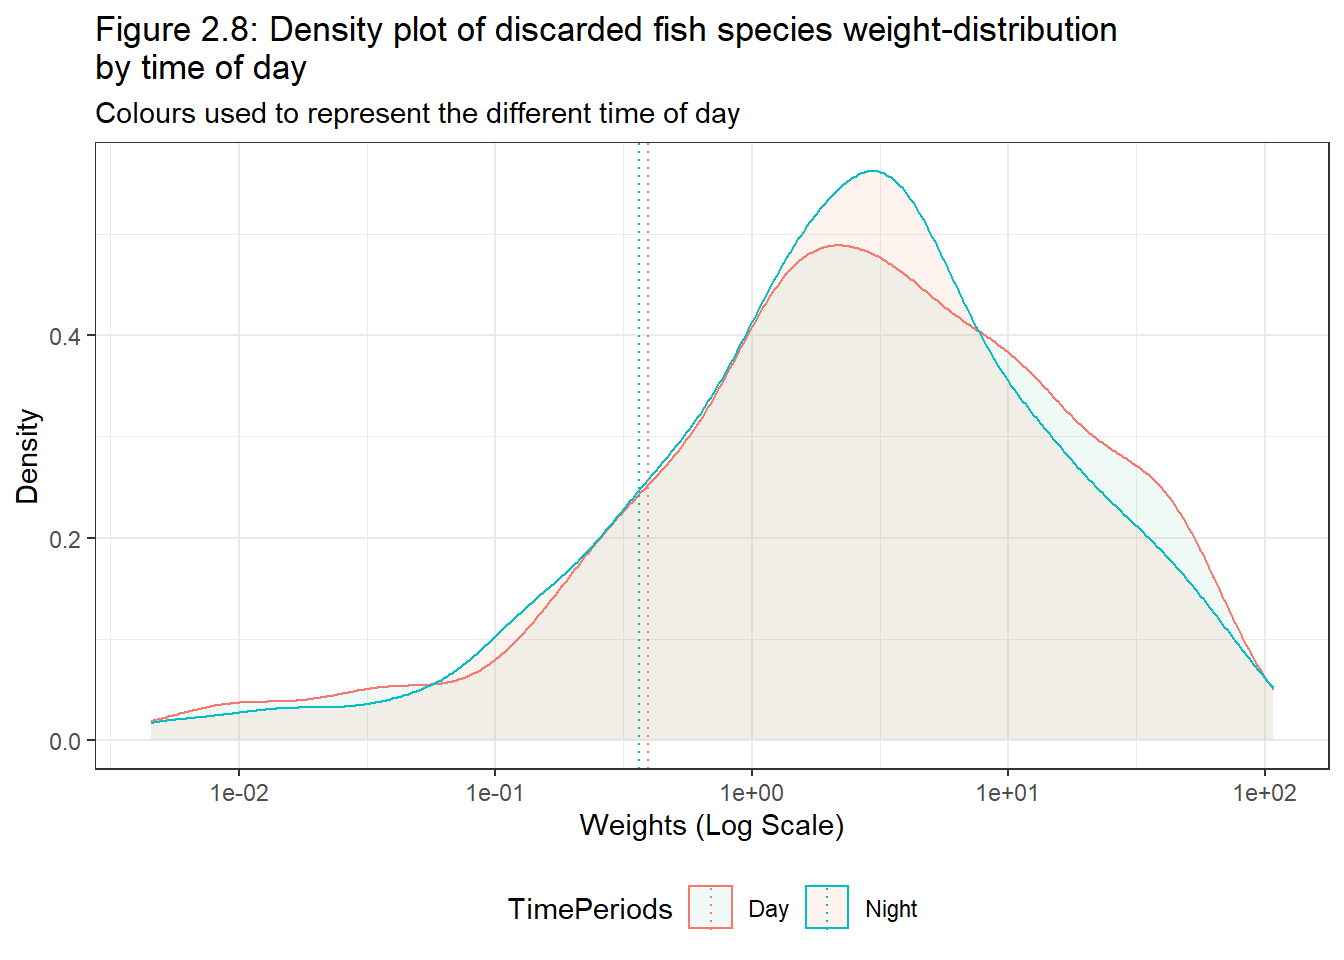 Figure 2.8: Density plot of discarded fish species weight-distribution
by time of day
Colours used to represent the different time of day
Density
0.4
0.2
0.0
1e-02 1e-01 1e+00 1e+01 1e+02
Weights (Log Scale)
TimePeriods Day Night